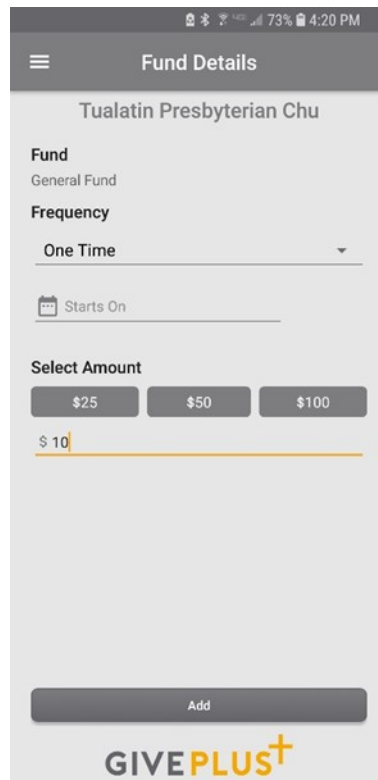 73% 4:20 PM
Fund Details
Tualatin Presbyterian Chu
Fund
General Fund
Frequency
One Time
Starts On
Select Amount
$25 $50 $100
$ 10
Add
GIVEPLUS+